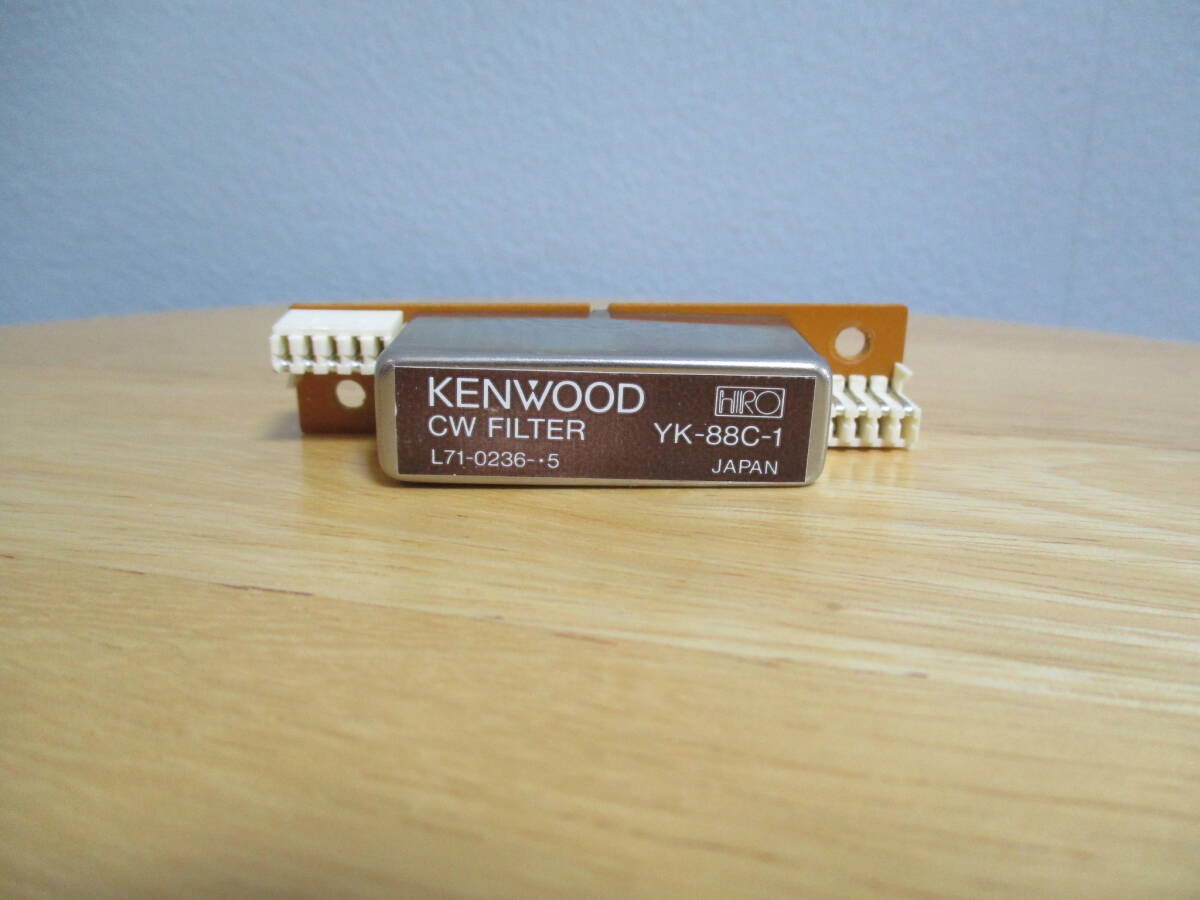 KENWOOD HIRO
CW FILTER YK-88C-1
L71-0236-·5 JAPAN